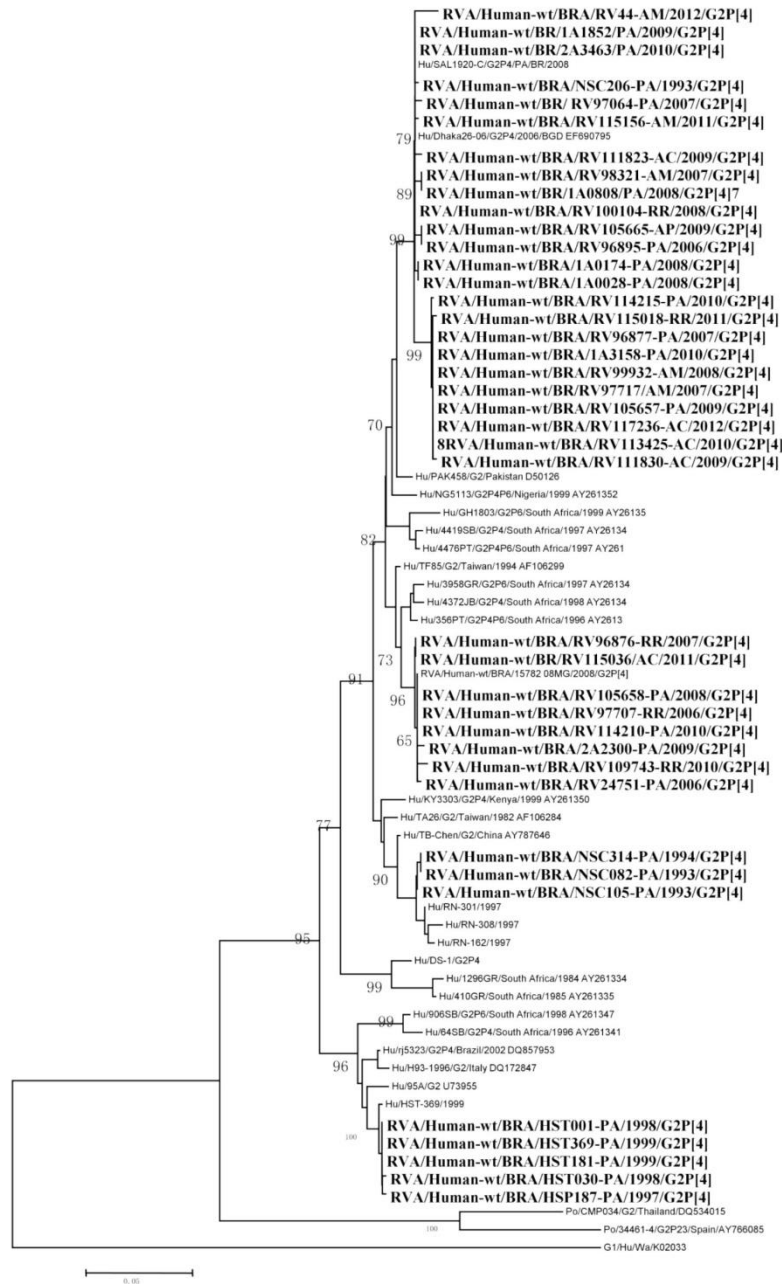 RVA/Human-wt/BRA/RV44-AM/2012/G2P[4]
RVA/Human-wt/BR/1A1852/PA/2009/G2P[4]
RVA/Human-wt/BR/2A3463/PA/2010/G2P[4]
Hu/SAL1920-C/G2P4/PA/BR/2008
RVA/Human-wt/BRA/NSC206-PA/1993/G2P[4]
RVA/Human-wt/BR/ RV97064-PA/2007/G2P[4]
RVA/Human-wt/BRA/RV115156-AM/2011/G2P[4]
Hu/Dhaka26-06/G2P4/2006/BGD EF690795
79
RVA/Human-wt/BRA/RV111823-AC/2009/G2P[4]
RVA/Human-wt/BRA/RV98321-AM/2007/G2P[4]
89
RVA/Human-wt/BR/1A0808/PA/2008/G2P[4]7
RVA/Human-wt/BRA/RV100104-RR/2008/G2P[4]
RVA/Human-wt/BRA/RV105665-AP/2009/G2P[4]
99
RVA/Human-wt/BRA/RV96895-PA/2006/G2P[4]
RVA/Human-wt/BRA/1A0174-PA/2008/G2P[4]
RVA/Human-wt/BRA/1A0028-PA/2008/G2P[4]
RVA/Human-wt/BRA/RV114215-PA/2010/G2P[4]
RVA/Human-wt/BRA/RV115018-RR/2011/G2P[4]
RVA/Human-wt/BRA/RV96877-PA/2007/G2P[4]
99
RVA/Human-wt/BRA/1A3158-PA/2010/G2P[4]
RVA/Human-wt/BRA/RV99932-AM/2008/G2P[4]
RVA/Human-wt/BR/RV97717/AM/2007/G2P[4]
RVA/Human-wt/BRA/RV105657-PA/2009/G2P[4]
70
RVA/Human-wt/BRA/RV117236-AC/2012/G2P[4]
8RVA/Human-wt/BRA/RV113425-AC/2010/G2P[4]
RVA/Human-wt/BRA/RV111830-AC/2009/G2P[4]
Hu/PAK458/G2/Pakistan D50126
Hu/NG5113/G2P4P6/Nigeria/1999 AY261352
Hu/GH1803/G2P6/South Africa/1999 AY26135
Hu/4419SB/G2P4/South Africa/1997 AY26134
82
Hu/4476PT/G2P4P6/South Africa/1997 AY261
Hu/TF85/G2/Taiwan/1994 AF106299
Hu/3958GR/G2P6/South Africa/1997 AY26134
Hu/4372JB/G2P4/South Africa/1998 AY26134
Hu/356PT/G2P4P6/South Africa/1996 AY2613
RVA/Human-wt/BRA/RV96876-RR/2007/G2P[4]
73
RVA/Human-wt/BR/RV115036/AC/2011/G2P[4]
RVA/Human-wt/BRA/15782 08MG/2008/G2P[4]
91
96
RVA/Human-wt/BRA/RV105658-PA/2008/G2P[4]
RVA/Human-wt/BRA/RV97707-RR/2006/G2P[4]
RVA/Human-wt/BRA/RV114210-PA/2010/G2P[4]
65
RVA/Human-wt/BRA/2A2300-PA/2009/G2P[4]
RVA/Human-wt/BRA/RV109743-RR/2010/G2P[4]
RVA/Human-wt/BRA/RV24751-PA/2006/G2P[4]
Hu/KY3303/G2P4/Kenya/1999 AY261350
Hu/TA26/G2/Taiwan/1982 AF106284
77
Hu/TB-Chen/G2/China AY787646
RVA/Human-wt/BRA/NSC314-PA/1994/G2P[4]
90
RVA/Human-wt/BRA/NSC082-PA/1993/G2P[4]
RVA/Human-wt/BRA/NSC105-PA/1993/G2P[4]
Hu/RN-301/1997
Hu/RN-308/1997
95
Hu/RN-162/1997
Hu/DS-1/G2P4
99
Hu/1296GR/South Africa/1984 AY261334
Hu/410GR/South Africa/1985 AY261335
Hu/906SB/G2P6/South Africa/1998 AY261347
99
Hu/64SB/G2P4/South Africa/1996 AY261341
Hu/rj5323/G2P4/Brazil/2002 DQ857953
96
Hu/H93-1996/G2/Italy DQ172847
Hu/95A/G2 U73955
Hu/HST-369/1999
RVA/Human-wt/BRA/HST001-PA/1998/G2P[4]
100
RVA/Human-wt/BRA/HST369-PA/1999/G2P[4]
RVA/Human-wt/BRA/HST181-PA/1999/G2P[4]
RVA/Human-wt/BRA/HST030-PA/1998/G2P[4]
RVA/Human-wt/BRA/HSP187-PA/1997/G2P[4]
Po/CMP034/G2/Thailand/DQ534015
100
Po/34461-4/G2P23/Spain/AY766085
G1/Hu/Wa/K02033
0.05